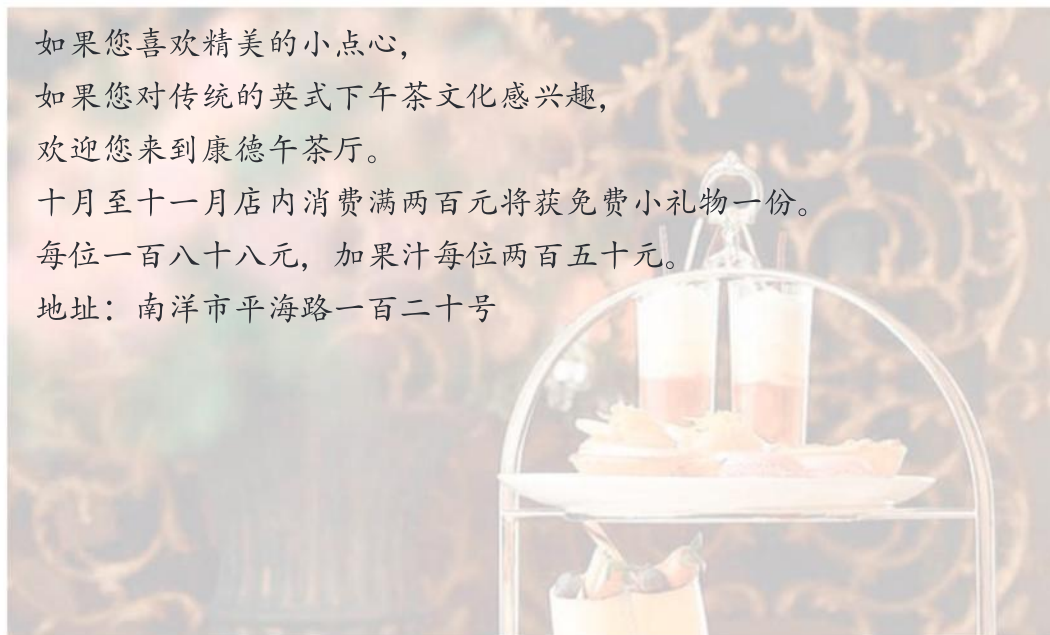 如果您喜欢精美的小点心，
如果您对传统的英式下午茶文化感兴趣，
欢迎您来到康德午茶厅。
十月至十一月店内消费满两百元将获免费小礼物一份。
每位一百八十八元，加果汁每位两百五十元。
地址：南洋市平海路一百二十号